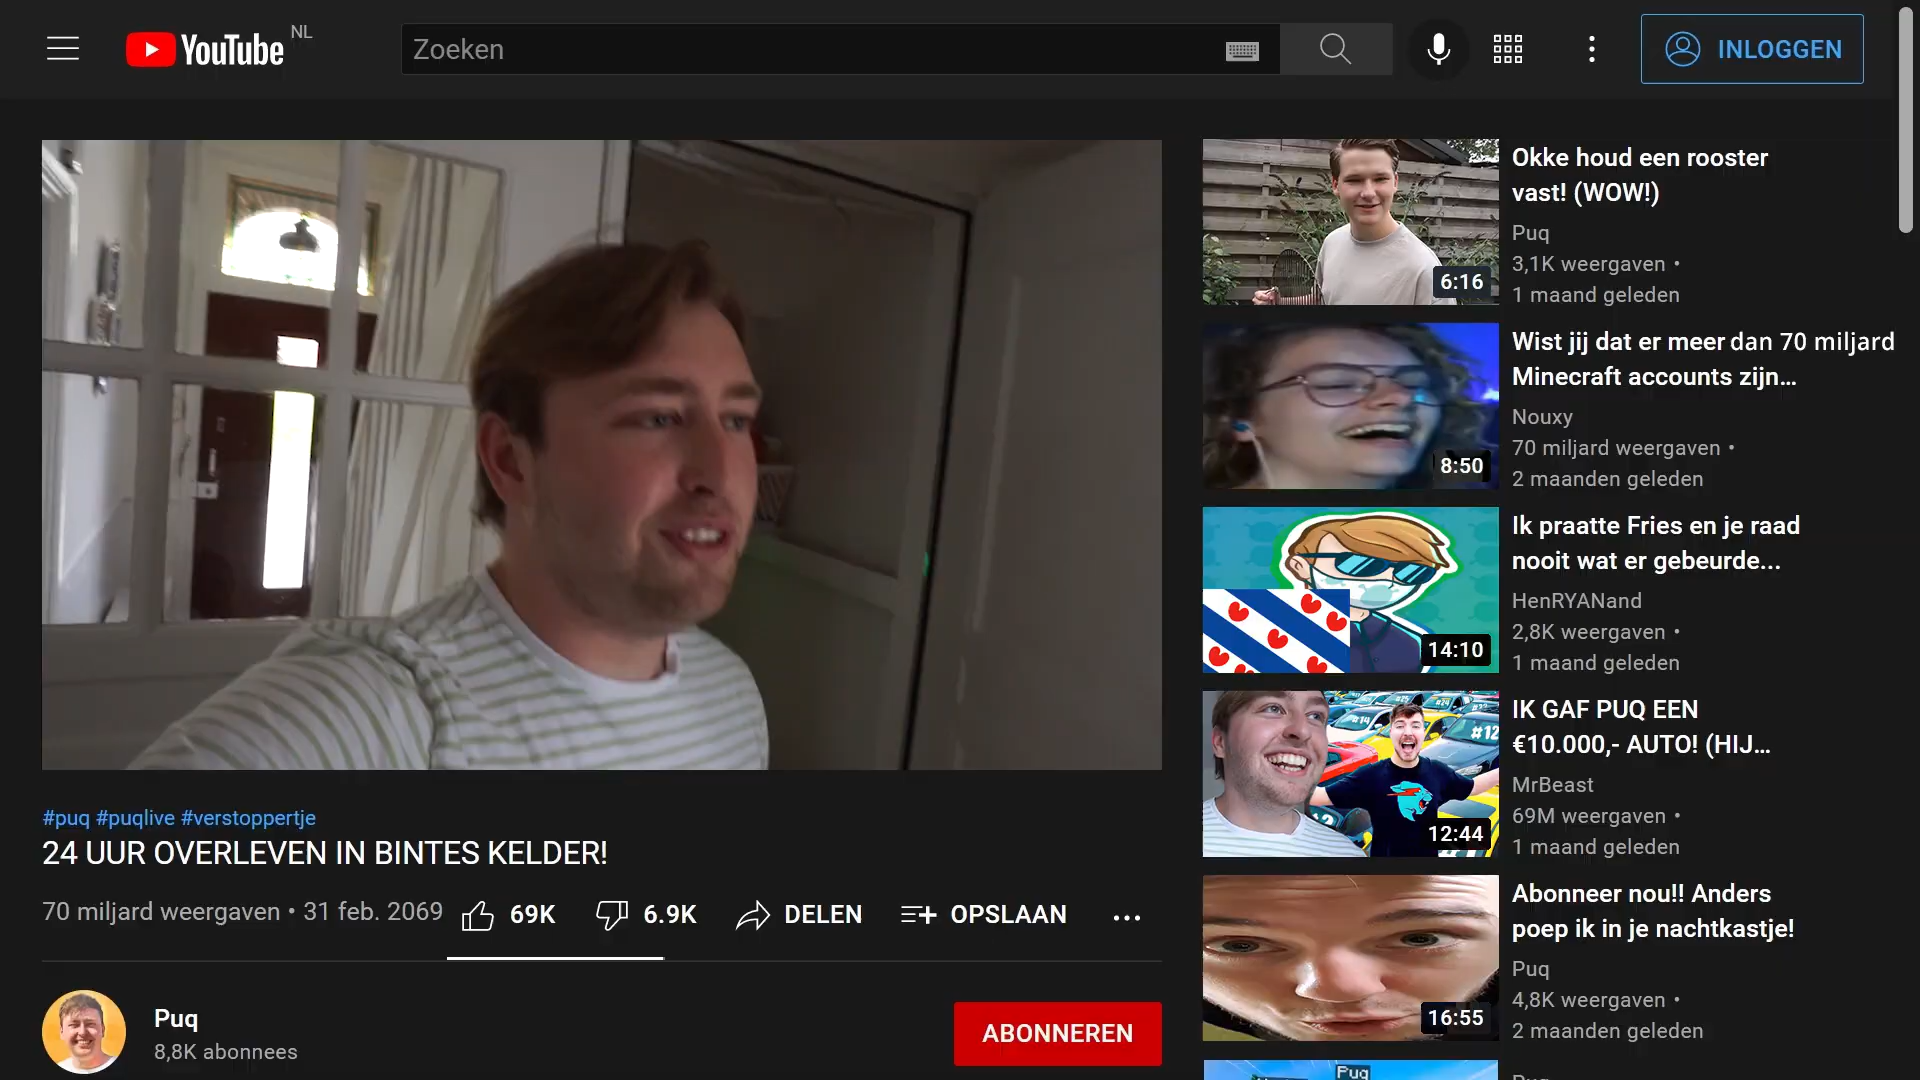 YouTube NL
Zoeken
INLOGGEN
#puq #puqlive #verstoppertje
24 UUR OVERLEVEN IN BINTES KELDER!
70 miljard weergaven • 31 feb. 2069
69K
6.9K
DELEN
OPSLAAN
Puq
8,8K abonnees
ABONNEREN
6:16
Okke houd een rooster
vast! (WOW!)
Puq
3,1K weergaven •
1 maand geleden
8:50
Wist jij dat er meer dan 70 miljard
Minecraft accounts zijn...
Nouxy
70 miljard weergaven •
2 maanden geleden
14:10
Ik praatte Fries en je raad
nooit wat er gebeurde...
HenRYANand
2,8K weergaven •
1 maand geleden
#14
#12
12:44
IK GAF PUQ EEN
€10.000,- AUTO! (HIJ...
MrBeast
69M weergaven •
1 maand geleden
16:55
Abonneer nou!! Anders
poep ik in je nachtkastje!
Puq
4,8K weergaven •
2 maanden geleden
Puq